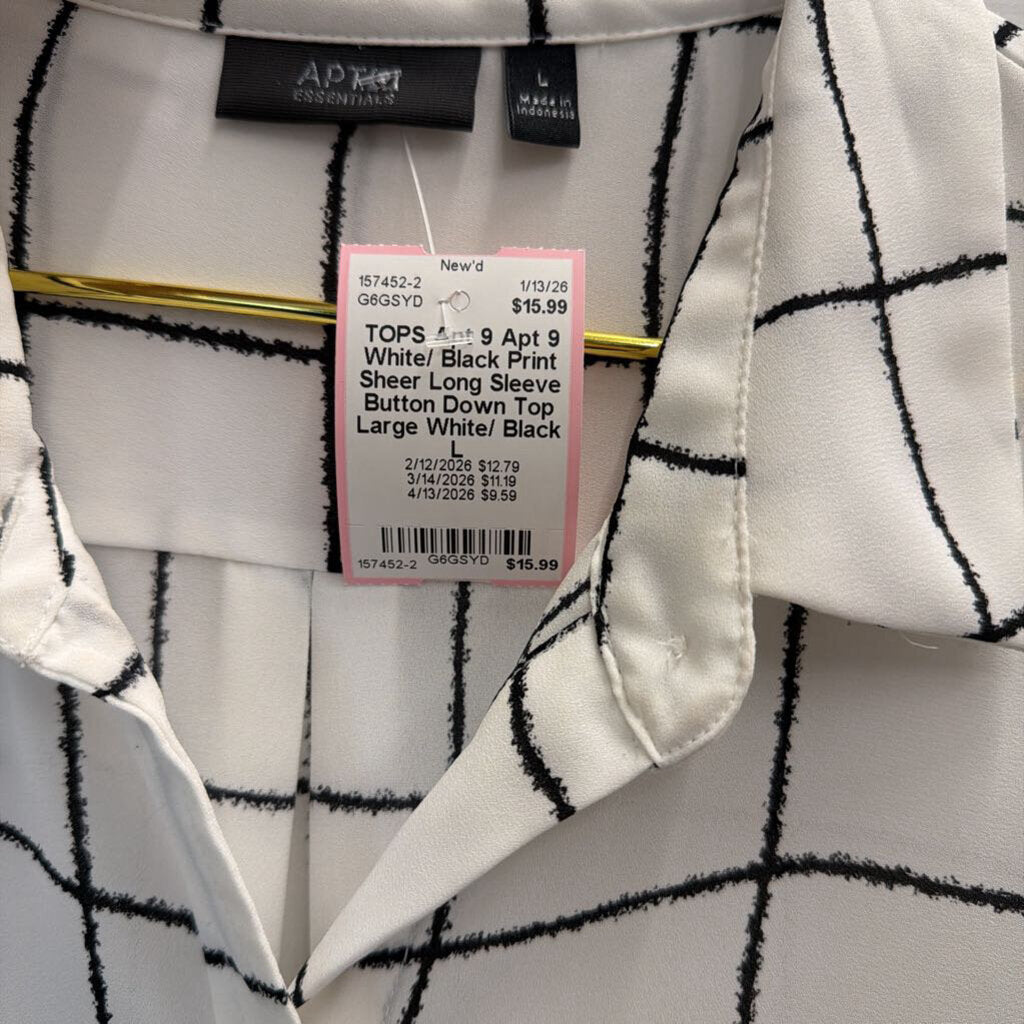 ESSENTIALS
L
Made in
Indonesia
New'd
157452-2 1/13/26
G6GSYD $15.99
TOPS Apt 9 Apt 9
White/ Black Print
Sheer Long Sleeve
Button Down Top
Large White/ Black
L
2/12/2026 $12.79
3/14/2026 $11.19
4/13/2026 $9.59
157452-2 G6GSYD $15.99